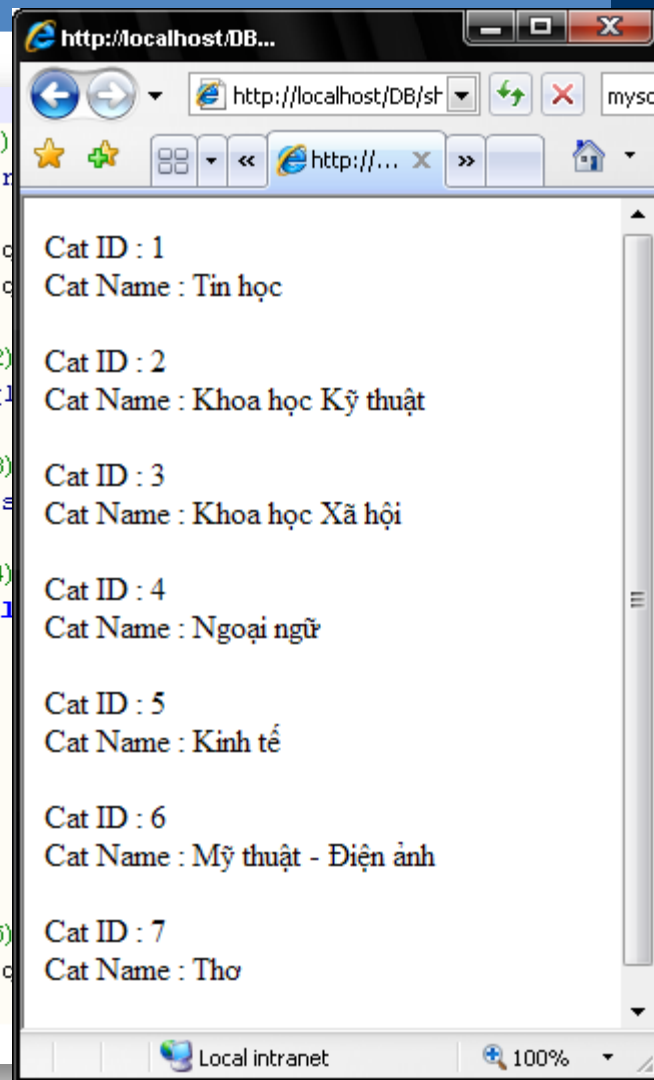 http://localhost/DB...
http://localhost/DB/sh
http://...
Cat ID : 1
Cat Name : Tin học
Cat ID : 2
Cat Name : Khoa học Kỹ thuật
Cat ID : 3
Cat Name : Khoa học Xã hội
Cat ID : 4
Cat Name : Ngoại ngữ
Cat ID : 5
Cat Name : Kinh tế
Cat ID : 6
Cat Name : Mỹ thuật - Điện ảnh
Cat ID : 7
Cat Name : Thơ
Local intranet
100%